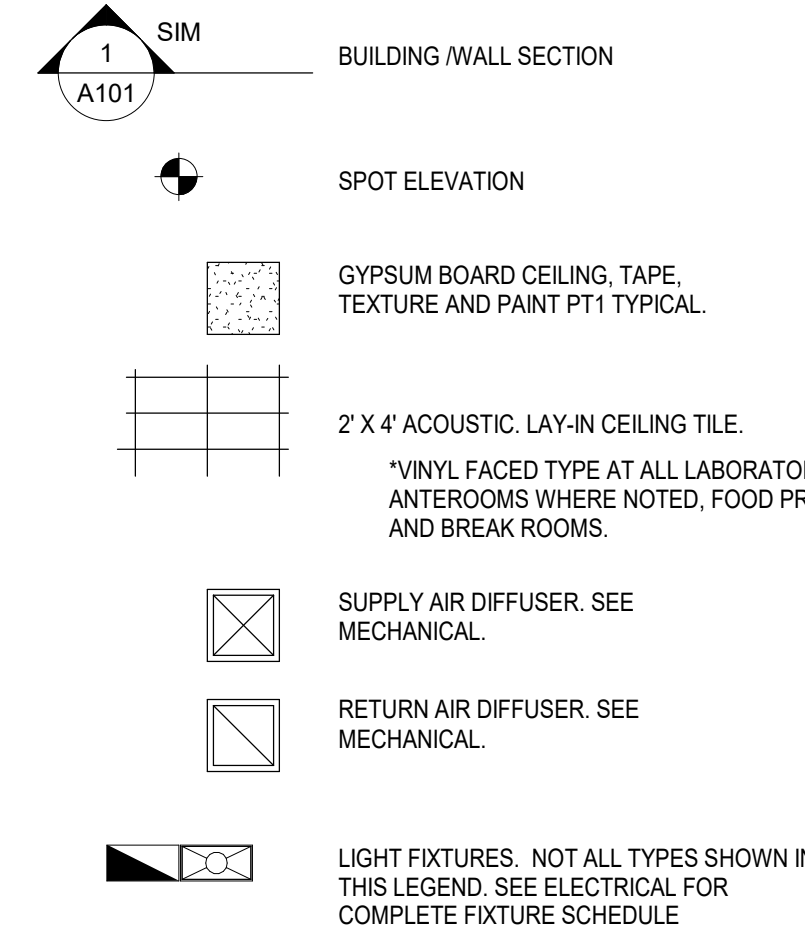 SIM
1
A101
BUILDING /WALL SECTION
SPOT ELEVATION
GYPSUM BOARD CEILING, TAPE,
TEXTURE AND PAINT PT1 TYPICAL.
2' X 4' ACOUSTIC. LAY-IN CEILING TILE.
*VINYL FACED TYPE AT ALL
ANTEROOMS WHERE NOTED, FOOD
AND BREAK ROOMS.
SUPPLY AIR DIFFUSER. SEE
MECHANICAL.
RETURN AIR DIFFUSER. SEE
MECHANICAL.
LIGHT FIXTURES. NOT ALL TYPES SHOWN IN
THIS LEGEND. SEE ELECTRICAL FOR
COMPLETE FIXTURE SCHEDULE